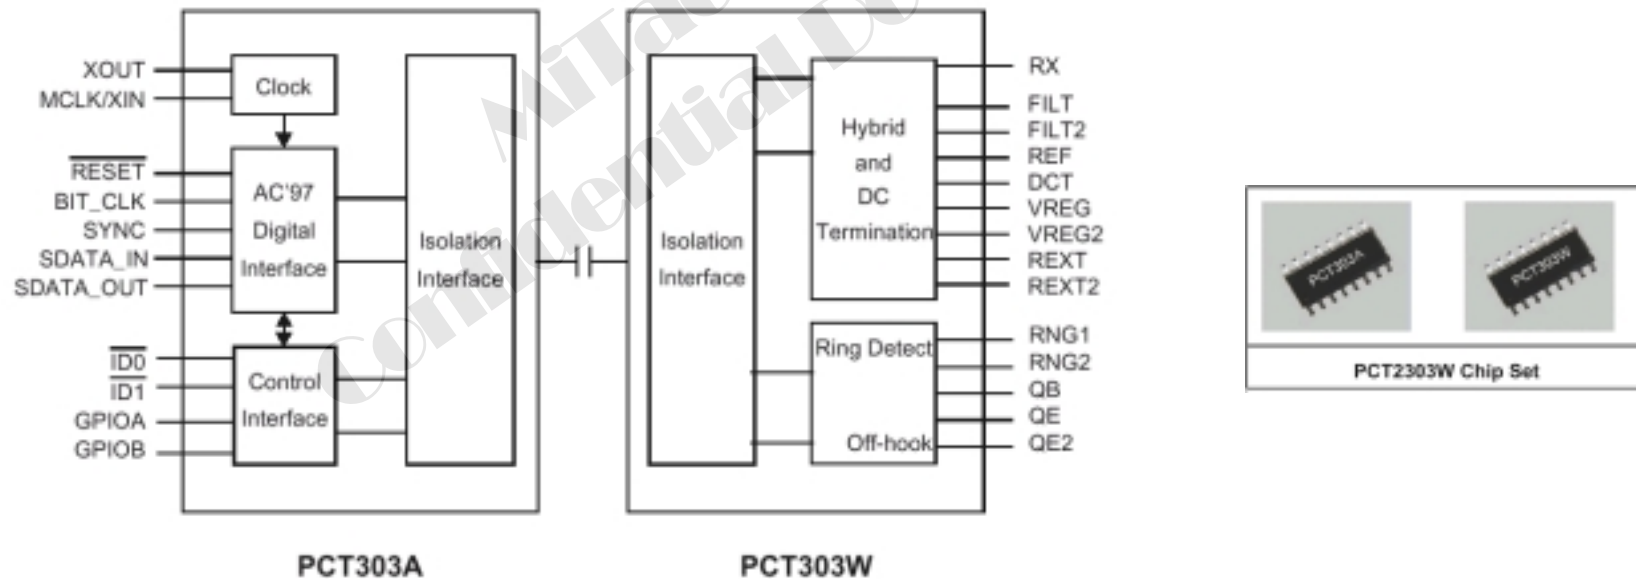 XOUT
MCLK/XIN
RESET
BIT_CLK
SYNC
SDATA_IN
SDATA_OUT
ID0
ID1
GPIOA
GPIOB
Clock
AC'97
Digital
Interface
Control
Interface
Isolation
Interface
PCT303A
Isolation
Interface
Hybrid
and
DC
Termination
Ring Detect
Off-hook
RX
FILT
FILT2
REF
DCT
VREG
VREG2
REXT
REXT2
RNG1
RNG2
QB
QE
QE2
PCT303W
PCT303A
PCT303W
PCT2303W Chip Set
Confidential